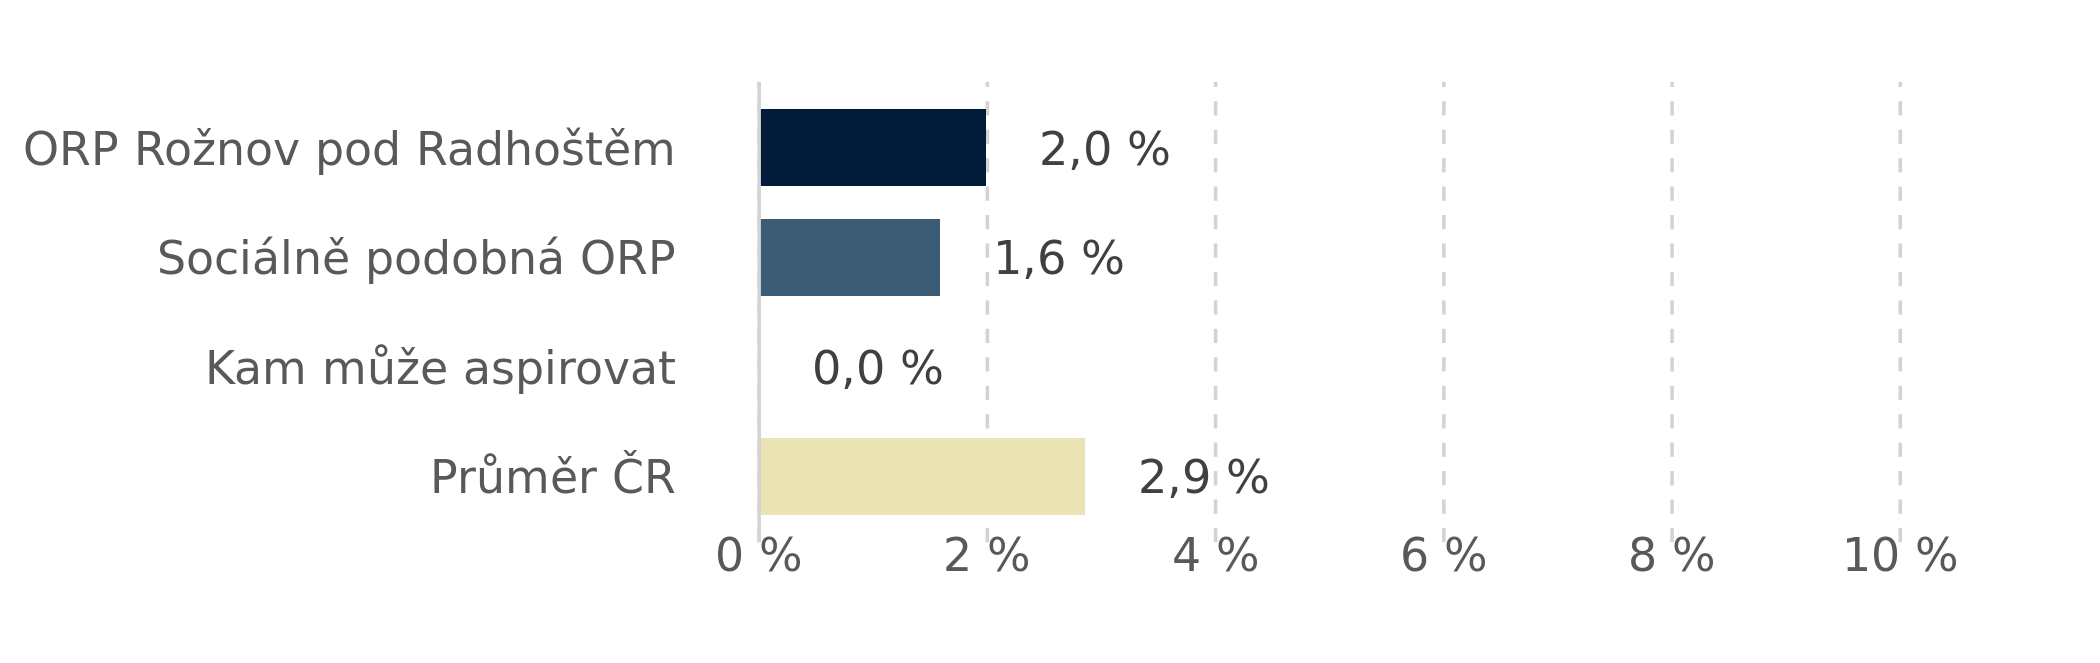 ORP Rožnov pod Radhoštěm 2,0 %
Sociálně podobná ORP 1,6 %
Kam může aspirovat 0,0 %
Průměr ČR 2,9 %
0 % 2 % 4 % 6 % 8 % 10 %